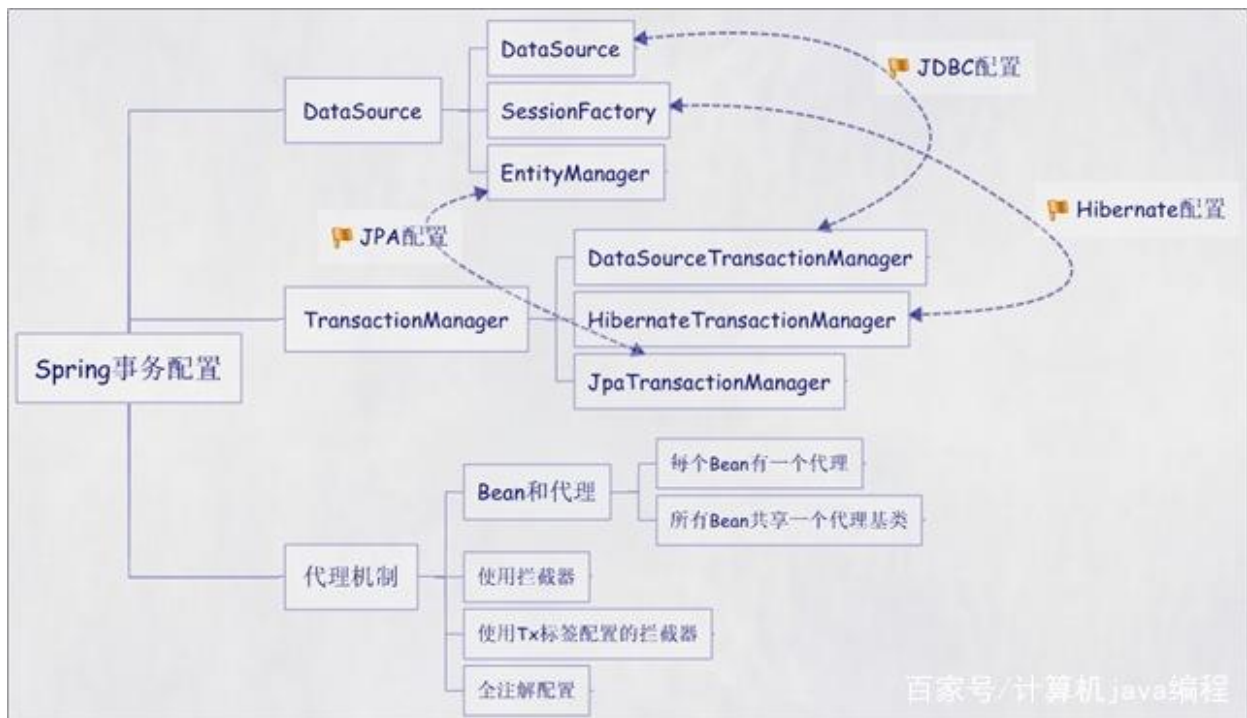 DataSource
JDBC配置
DataSource
SessionFactory
EntityManager
Hibernate配置
JPA配置
DataSourceTransactionManager
TransactionManager
HibernateTransactionManager
Spring事务配置
JpaTransactionManager
每个Bean有一个代理
Bean和代理
所有Bean共享一个代理基类
代理机制
使用拦截器
使用Tx标签配置的拦截器
全注解配置
百家号/计算机java编程